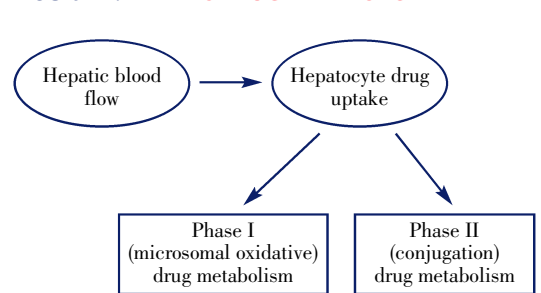 Hepatic blood
flow
Hepatocyte drug
uptake
Phase I
(microsomal oxidative)
drug metabolism
Phase II
(conjugation)
drug metabolism